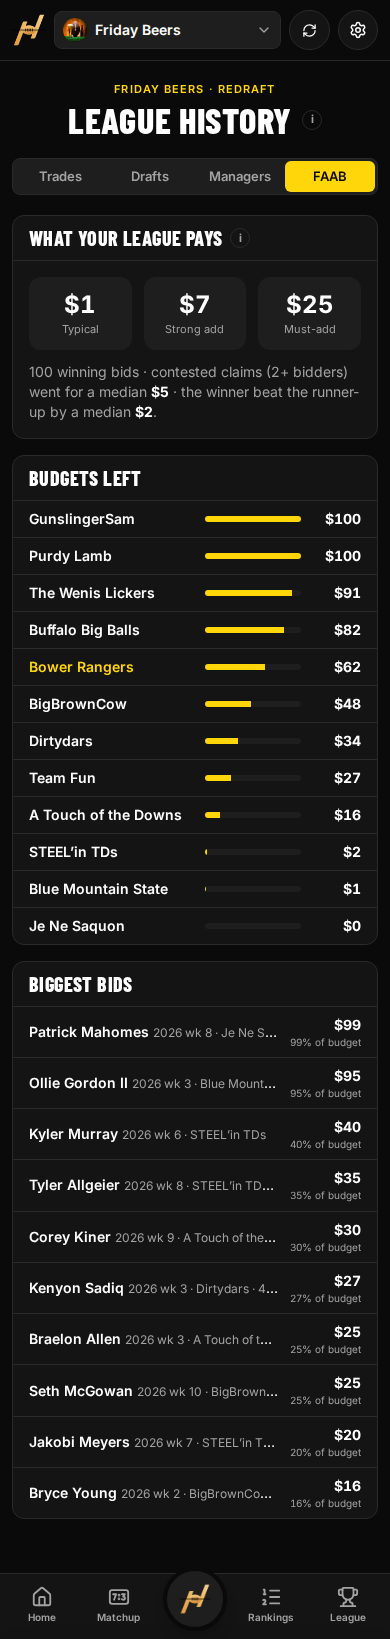 Friday Beers
FRIDAY BEERS · REDRAFT
LEAGUE HISTORY i
Trades Drafts Managers FAAB
WHAT YOUR LEAGUE PAYS i
$1 $7 $25
Typical Strong add Must-add
100 winning bids · contested claims (2+ bidders)
went for a median $5 · the winner beat the runner-
up by a median $2.
BUDGETS LEFT
GunslingerSam $100
Purdy Lamb $100
The Wenis Lickers $91
Buffalo Big Balls $82
Bower Rangers $62
BigBrownCow $48
Dirtydars $34
Team Fun $27
A Touch of the Downs $16
STEEL'in TDs $2
Blue Mountain State $1
Je Ne Saquon $0
BIGGEST BIDS
Patrick Mahomes 2026 wk 8 · Je Ne S... $99
99% of budget
Ollie Gordon II 2026 wk 3 · Blue Mount... $95
95% of budget
Kyler Murray 2026 wk 6 · STEEL'in TDs $40
40% of budget
Tyler Allgeier 2026 wk 8 · STEEL'in TD... $35
35% of budget
Corey Kiner 2026 wk 9 · A Touch of the... $30
30% of budget
Kenyon Sadiq 2026 wk 3 · Dirtydars · 4... $27
27% of budget
Braelon Allen 2026 wk 3 · A Touch of t... $25
25% of budget
Seth McGowan 2026 wk 10 · BigBrown... $25
25% of budget
Jakobi Meyers 2026 wk 7 · STEEL'in T... $20
20% of budget
Bryce Young 2026 wk 2 · BigBrownCo... $16
16% of budget
Home Matchup Rankings League